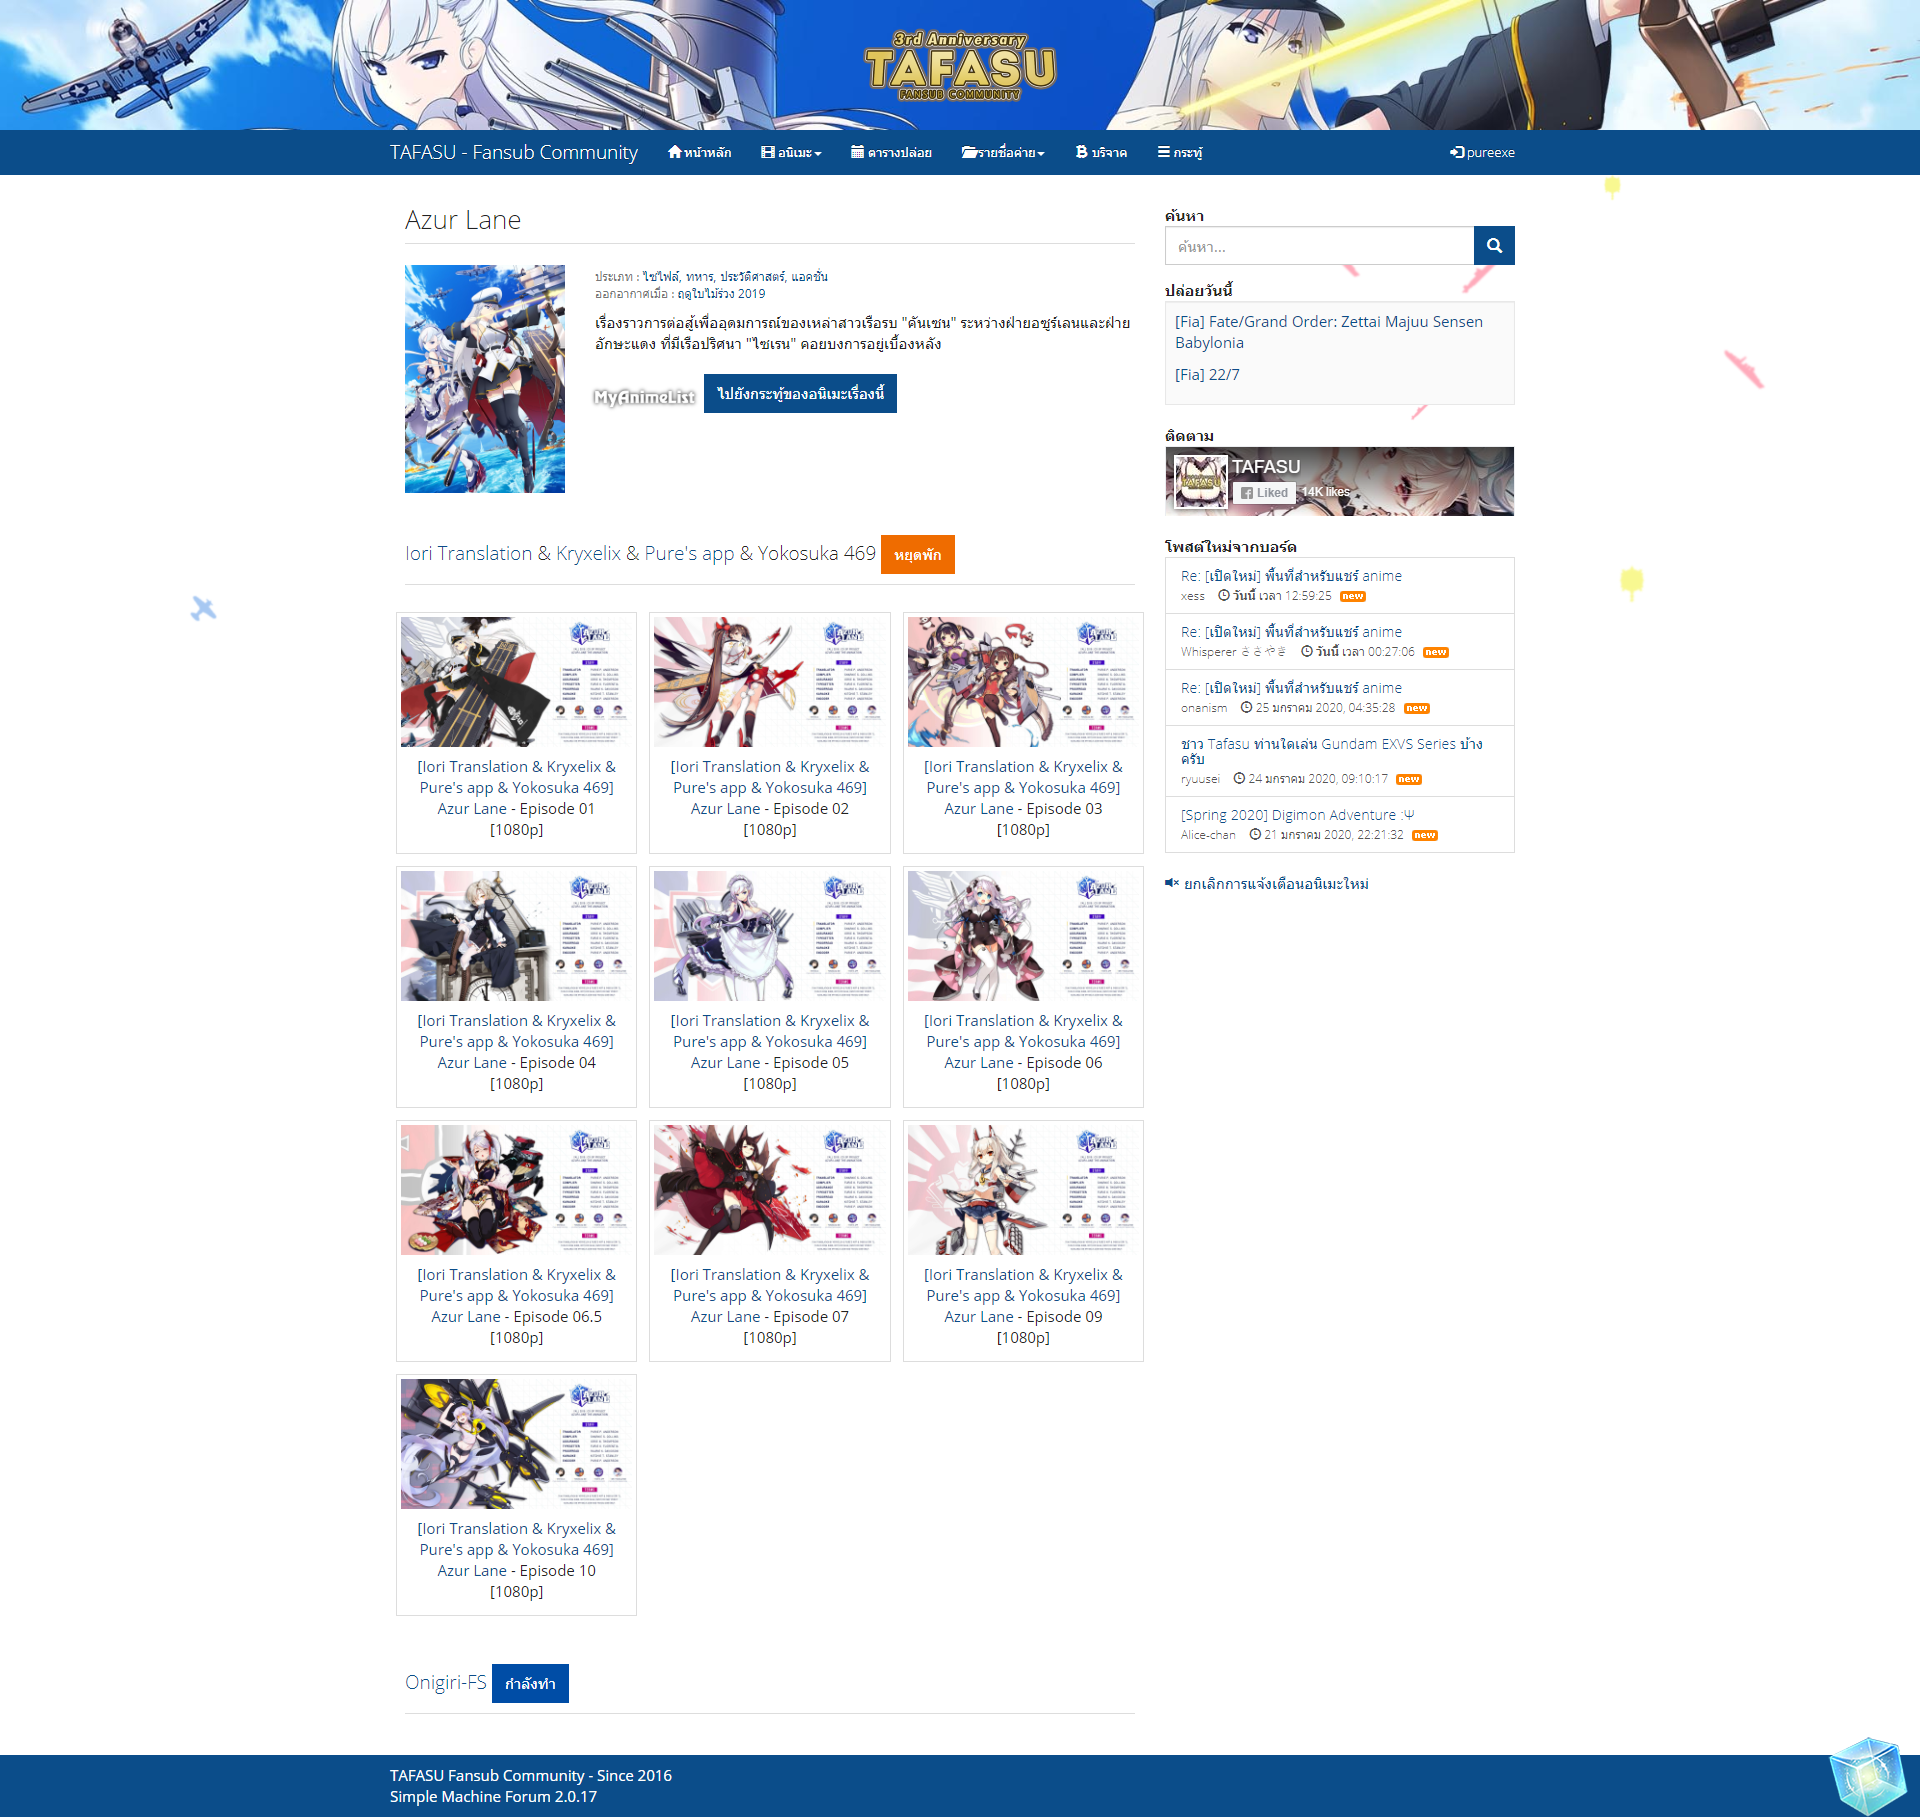 3rd Anniversary
TAFASU
FANSUB COMMUNITY
TAFASU - Fansub Community
หน้าหลัก
อนิเมะ
ตารางปล่อย
รายชื่อค่าย
บริจาค
กระทู้
pureexe
Azur Lane
ประเภท : ไซไฟล์, ทหาร, ประวัติศาสตร์, แอคชั่น
ออกอากาศเมื่อ : ฤดูใบไม้ร่วง 2019
เรื่องราวการต่อสู้เพื่ออุดมการณ์ของเหล่าสาวเรือรบ "คันเซน" ระหว่างฝ่ายอซูร์เลนและฝ่าย
อักษะแดง ที่มีเรือปริศนา "ไซเรน" คอยบงการอยู่เบื้องหลัง
MyAnimeList
ไปยังกระทู้ของอนิเมะเรื่องนี้
Iori Translation & Kryxelix & Pure's app & Yokosuka 469
หยุดพัก
[Iori Translation & Kryxelix &
Pure's app & Yokosuka 469]
Azur Lane - Episode 01
[1080p]
[Iori Translation & Kryxelix &
Pure's app & Yokosuka 469]
Azur Lane - Episode 02
[1080p]
[Iori Translation & Kryxelix &
Pure's app & Yokosuka 469]
Azur Lane - Episode 03
[1080p]
[Iori Translation & Kryxelix &
Pure's app & Yokosuka 469]
Azur Lane - Episode 04
[1080p]
[Iori Translation & Kryxelix &
Pure's app & Yokosuka 469]
Azur Lane - Episode 05
[1080p]
[Iori Translation & Kryxelix &
Pure's app & Yokosuka 469]
Azur Lane - Episode 06
[1080p]
[Iori Translation & Kryxelix &
Pure's app & Yokosuka 469]
Azur Lane - Episode 06.5
[1080p]
[Iori Translation & Kryxelix &
Pure's app & Yokosuka 469]
Azur Lane - Episode 07
[1080p]
[Iori Translation & Kryxelix &
Pure's app & Yokosuka 469]
Azur Lane - Episode 09
[1080p]
[Iori Translation & Kryxelix &
Pure's app & Yokosuka 469]
Azur Lane - Episode 10
[1080p]
Onigiri-FS
กำลังทำ
ค้นหา
ค้นหา...
ปล่อยวันนี้
[Fia] Fate/Grand Order: Zettai Majuu Sensen
Babylonia
[Fia] 22/7
ติดตาม
TAFASU
TAFASU
Liked
14K likes
โพสต์ใหม่จากบอร์ด
Re: [เปิดใหม่] พื้นที่สำหรับแชร์ anime
xess วันนี้ เวลา 12:59:25 new
Re: [เปิดใหม่] พื้นที่สำหรับแชร์ anime
Whisperer ささやき วันนี้ เวลา 00:27:06 new
Re: [เปิดใหม่] พื้นที่สำหรับแชร์ anime
onanism 25 มกราคม 2020, 04:35:28 new
ชาว Tafasu ท่านใดเล่น Gundam EXVS Series บ้าง
ครับ
ryuusei 24 มกราคม 2020, 09:10:17 new
[Spring 2020] Digimon Adventure :Ψ
Alice-chan 21 มกราคม 2020, 22:21:32 new
ยกเลิกการแจ้งเตือนอนิเมะใหม่
TAFASU Fansub Community - Since 2016
Simple Machine Forum 2.0.17